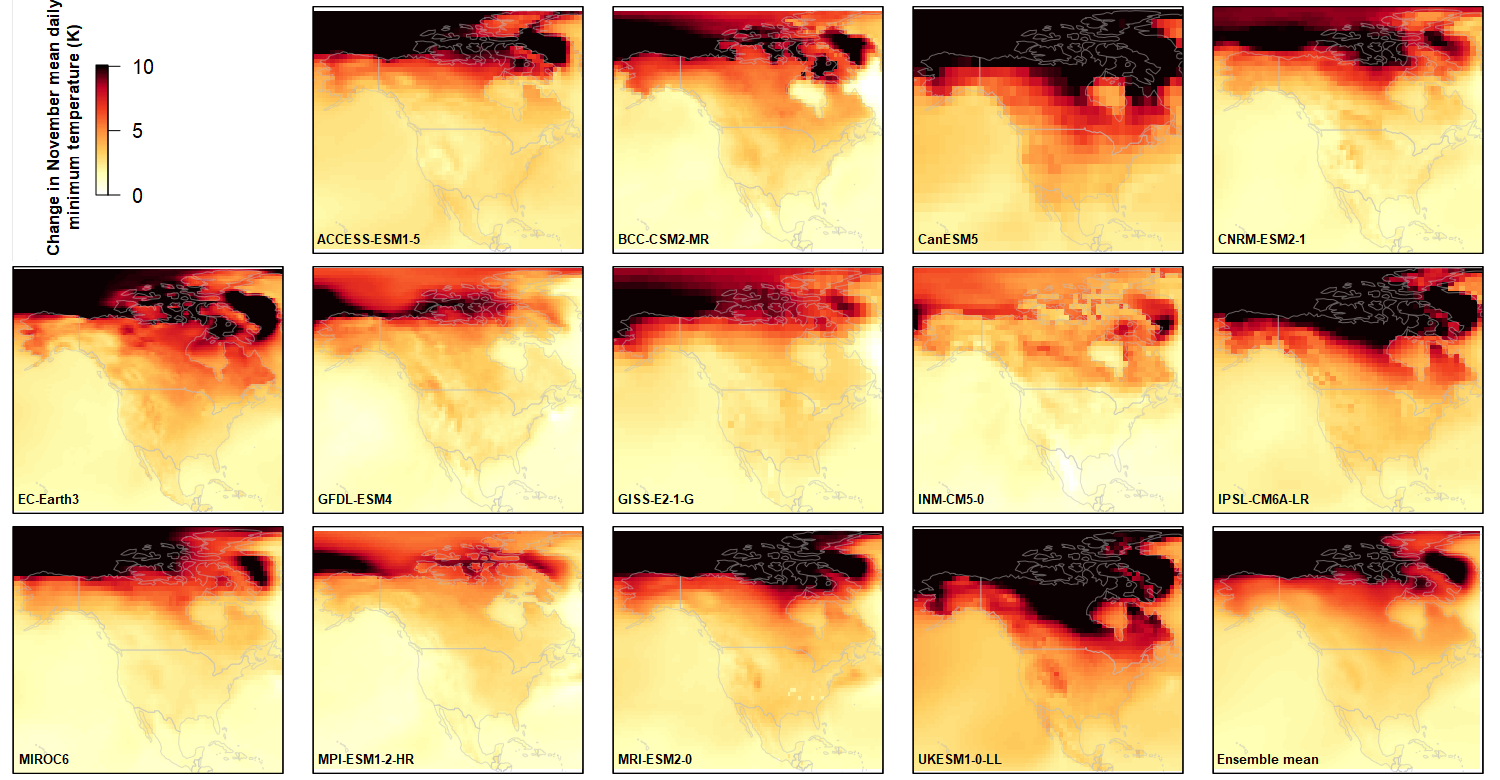 Change in November mean daily
minimum temperature (K)
10
5
0
ACCESS-ESM1-5
BCC-CSM2-MR
CanESM5
CNRM-ESM2-1
EC-Earth3
GFDL-ESM4
GISS-E2-1-G
INM-CM5-0
IPSL-CM6A-LR
MIROC6
MPI-ESM1-2-HR
MRI-ESM2-0
UKESM1-0-LL
Ensemble mean